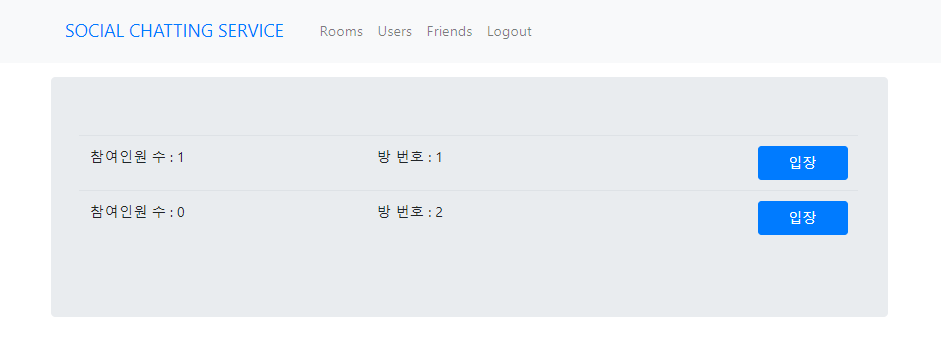 SOCIAL CHATTING SERVICE Rooms Users Friends Logout
참여인원 수 : 1 방 번호 : 1 입장
참여인원 수 : 0 방 번호 : 2 입장